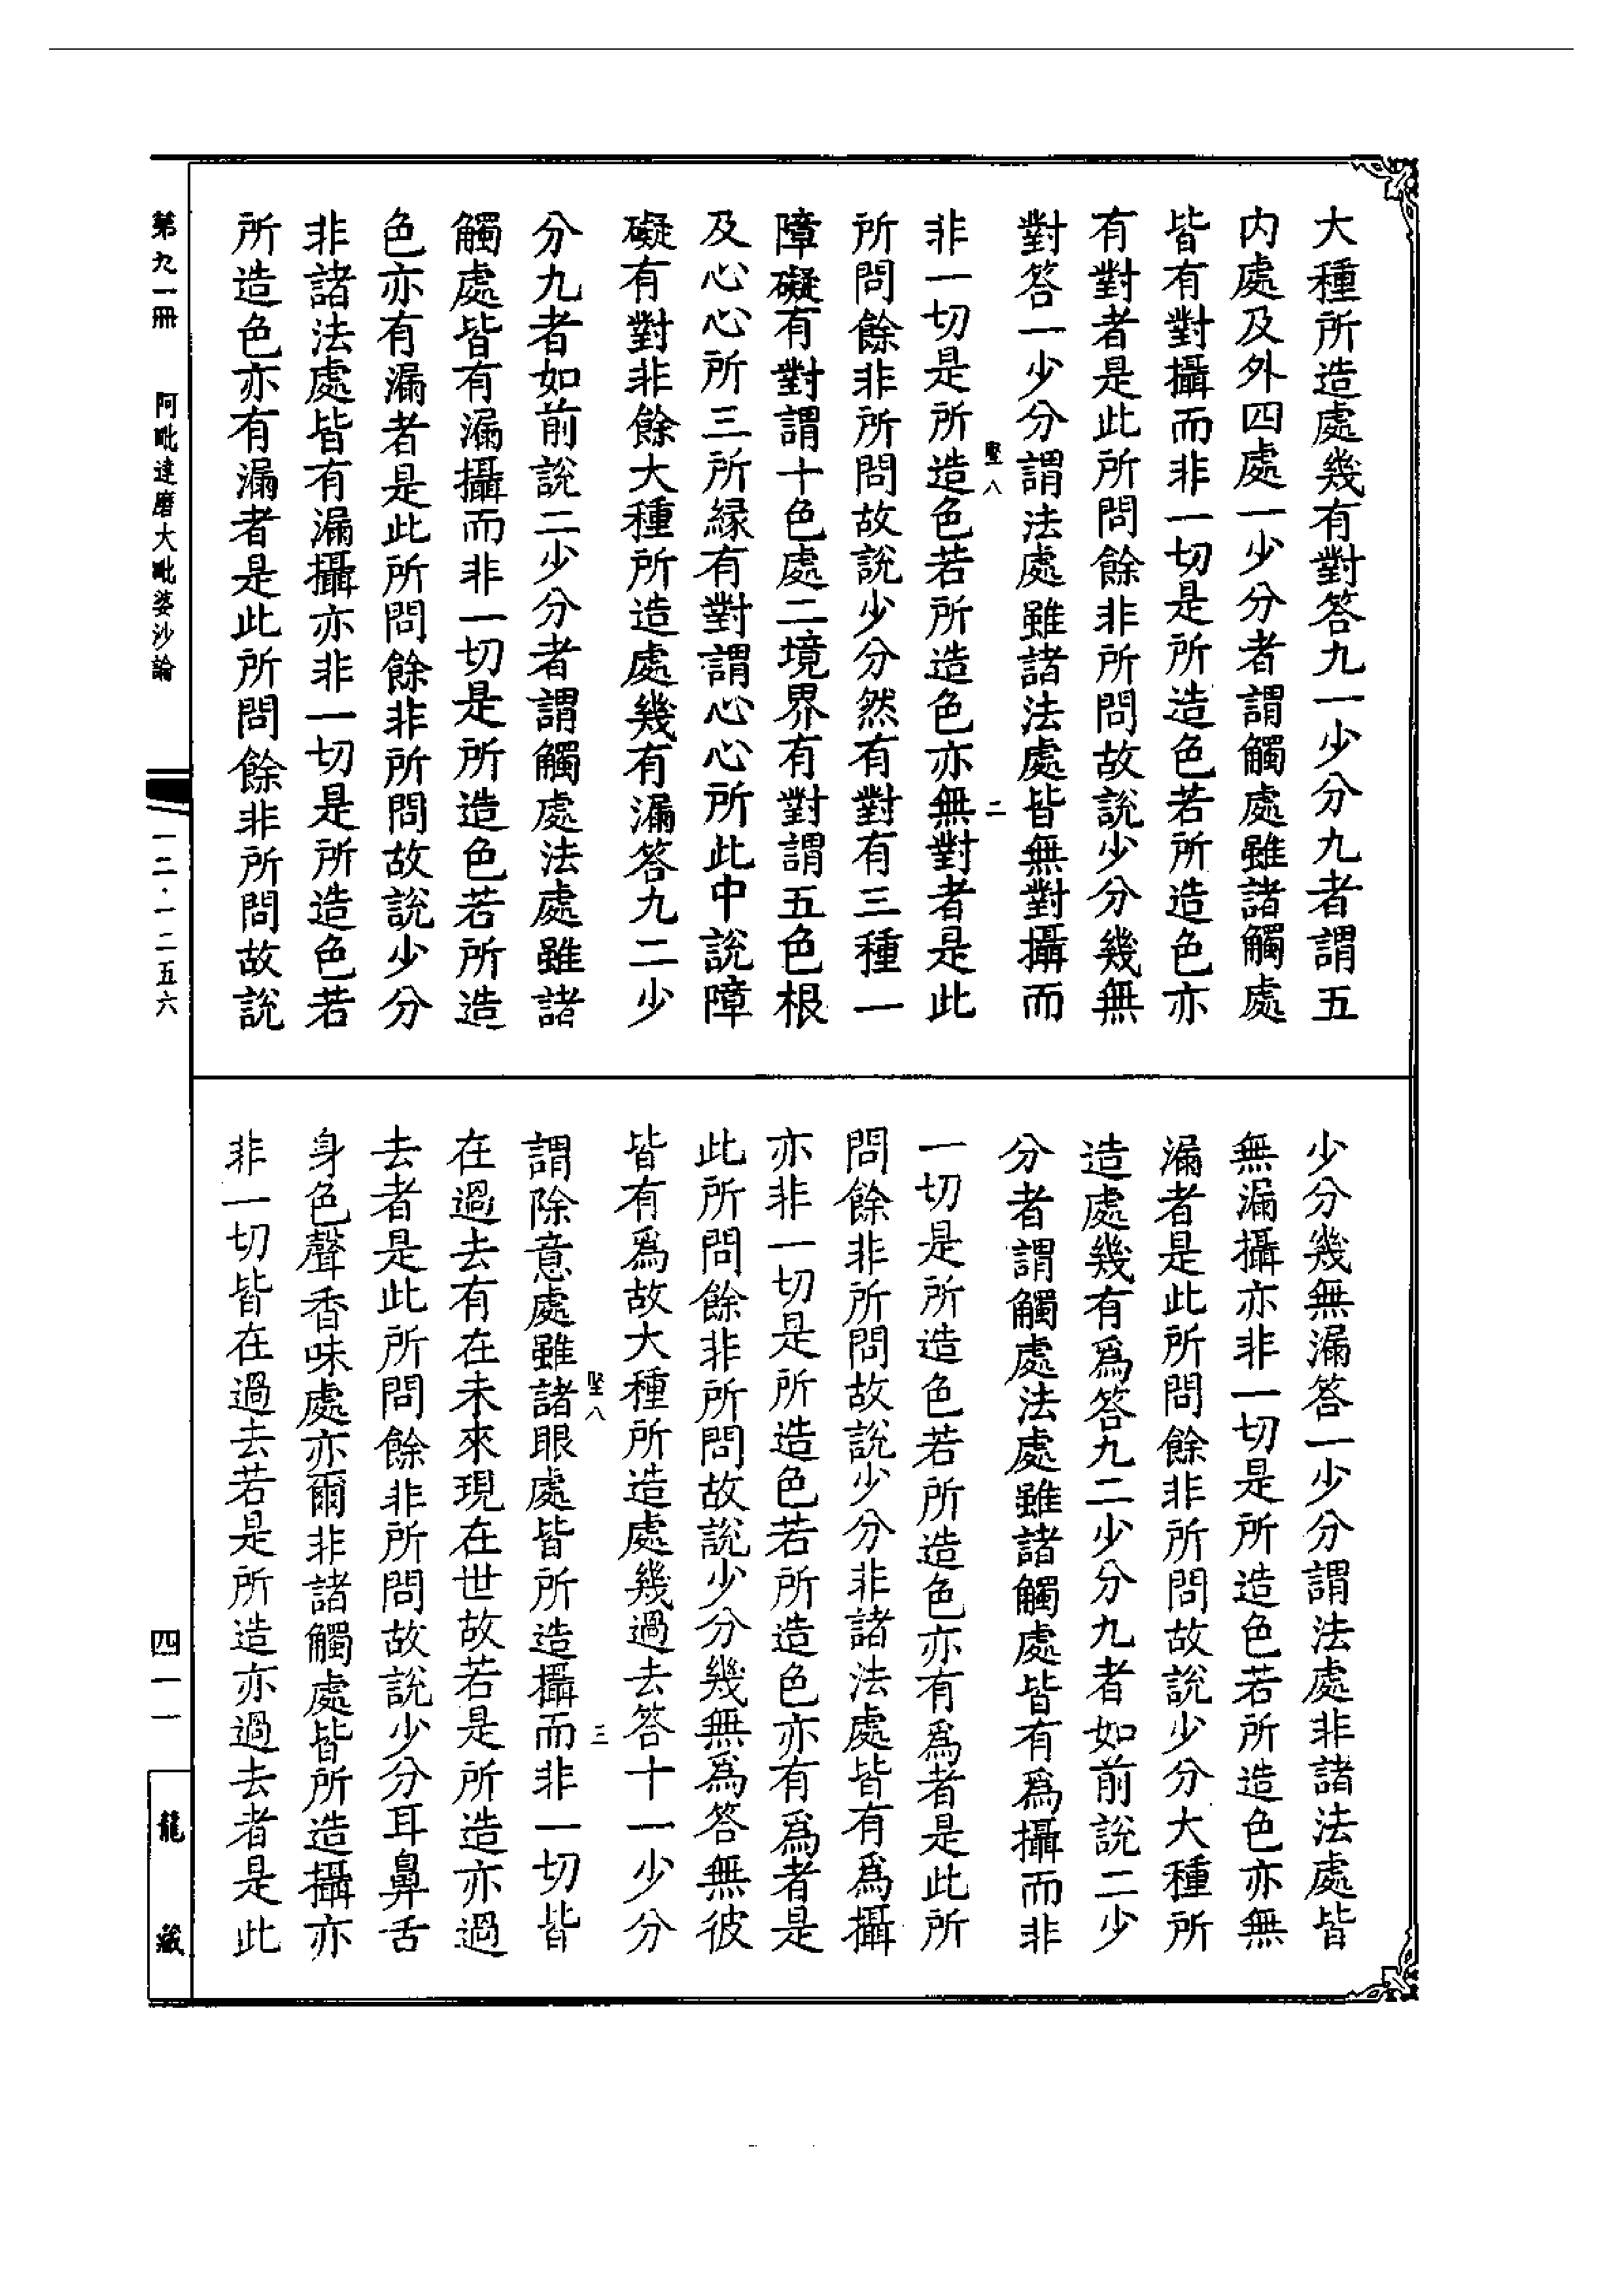 大種所造處幾有對答九一少分九者謂五
内處及外四處一少分者謂觸處雖諸觸處
皆有對攝而非一切是所造色若所造色亦
有對者是此所問餘非所問故說少分幾無
對答一少分謂法處雖諸法處皆無對攝而
堅八
二
非一切是所造色若所造色亦無對者是此
所問餘非所問故說少分然有對有三種一
障礙有對謂十色處二境界有對謂五色根
及心心所三所縁有對謂心心所此中說障
礙有對非餘大種所造處幾有漏答九二少
分九者如前說二少分者謂觸處法處雖諸
觸處皆有漏攝而非一切是所造色若所造
色亦有漏者是此所問餘非所問故說少分
非諸法處皆有漏攝亦非一切是所造色若
所造色亦有漏者是此所問餘非所問故說
少分幾無漏答一少分謂法處非諸法處皆
無漏攝亦非一切是所造色若所造色亦無
漏者是此所問餘非所問故說少分大種所
造處幾有爲答九二少分九者如前說二少
分者謂觸處法處雖諸觸處皆有爲攝而非
一切是所造色若所造色亦有爲者是此所
問餘非所問故說少分非諸法處皆有爲攝
亦非一切是所造色若所造色亦有爲者是
此所問餘非所問故說少分幾無爲答無彼
皆有爲故大種所造處幾過去答十一少分
堅八
三
謂除意處雖諸眼處皆所造攝而非一切皆
在過去有在未來現在世故若是所造亦過
去者是此所問餘非所問故說少分耳鼻舌
身色聲香味處亦爾非諸觸處皆所造攝亦
非一切皆在過去若是所造亦過去者是此
第九一冊
阿毗達磨大毗婆沙論
一二·一二五六
四一一
龍藏